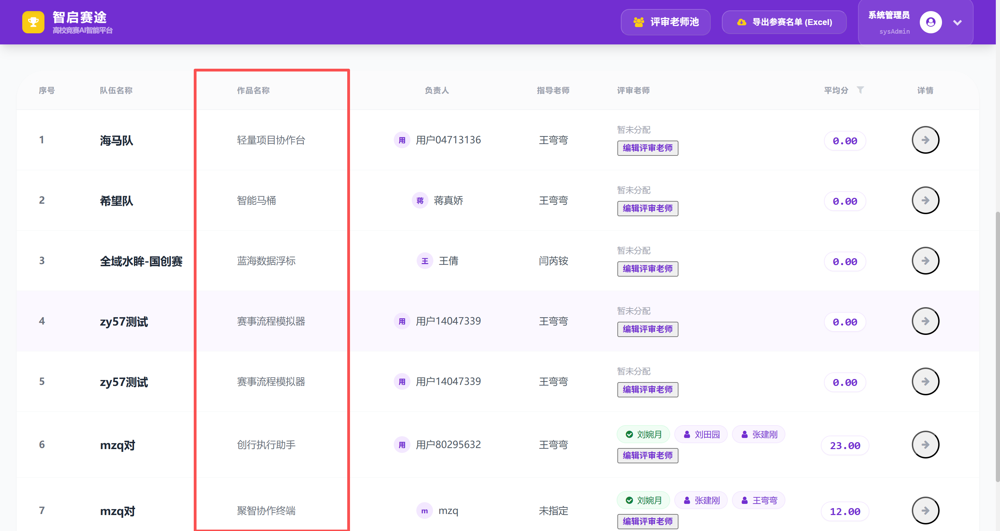 智启赛途
高校竞赛AI智能平台
评审老师池
导出参赛名单 (Excel)
系统管理员
sysAdmin
序号 队伍名称 作品名称 负责人 指导老师 评审老师 平均分 详情
1 海马队 轻量项目协作台 用 用户04713136 王弯弯 暂未分配 编辑评审老师 0.00
2 希望队 智能马桶 蒋 蒋真娇 王弯弯 暂未分配 编辑评审老师 0.00
3 全域水眸-国创赛 蓝海数据浮标 王 王倩 闫芮铵 暂未分配 编辑评审老师 0.00
4 zy57测试 赛事流程模拟器 用 用户14047339 王弯弯 暂未分配 编辑评审老师 0.00
5 zy57测试 赛事流程模拟器 用 用户14047339 王弯弯 暂未分配 编辑评审老师 0.00
6 mzq对 创行执行助手 用 用户80295632 王弯弯 刘婉月 刘田园 张建刚 编辑评审老师 23.00
7 mzq对 聚智协作终端 m mzq 未指定 刘婉月 张建刚 王弯弯 编辑评审老师 12.00